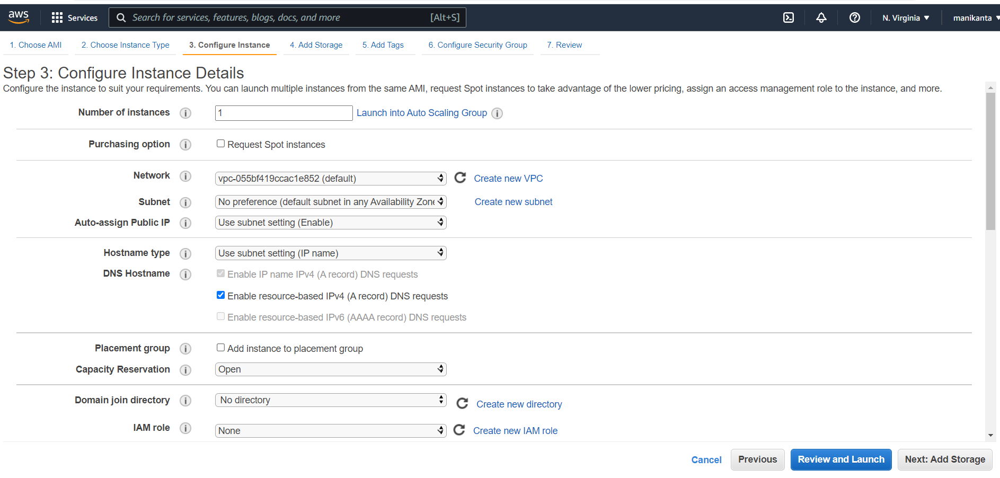 aws Services Search for services, features, blogs, docs, and more [Alt+S] N. Virginia manikanta
1. Choose AMI 2. Choose Instance Type 3. Configure Instance 4. Add Storage 5. Add Tags 6. Configure Security Group 7. Review
Step 3: Configure Instance Details
Configure the instance to suit your requirements. You can launch multiple instances from the same AMI, request Spot instances to take advantage of the lower pricing, assign an access management role to the instance, and more.
Number of instances 1 Launch into Auto Scaling Group
Purchasing option Request Spot instances
Network vpc-055bf419ccac1e852 (default) Create new VPC
Subnet No preference (default subnet in any Availability Zone Create new subnet
Auto-assign Public IP Use subnet setting (Enable)
Hostname type Use subnet setting (IP name)
DNS Hostname Enable IP name IPv4 (A record) DNS requests
Enable resource-based IPv4 (A record) DNS requests
Enable resource-based IPv6 (AAAA record) DNS requests
Placement group Add instance to placement group
Capacity Reservation Open
Domain join directory No directory Create new directory
IAM role None Create new IAM role
Cancel Previous Review and Launch Next: Add Storage